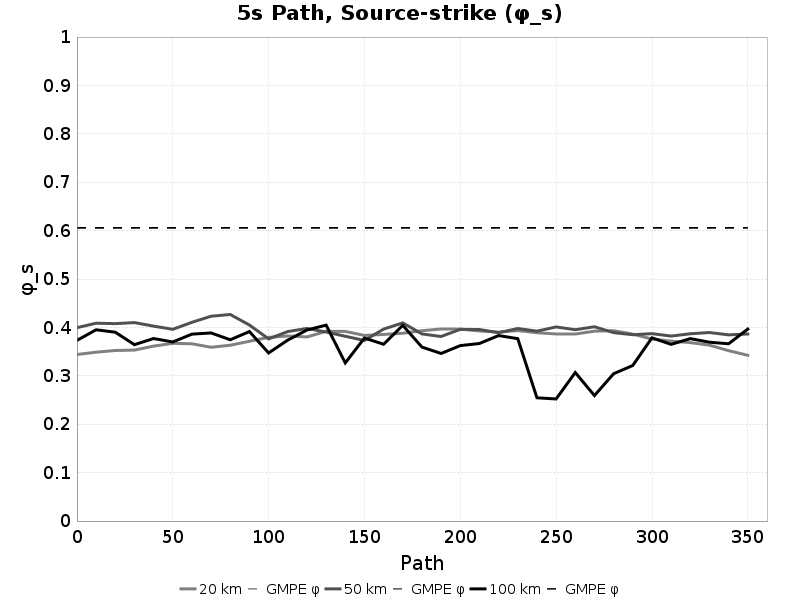 5s Path, Source-strike (φ_s)
1
0.9
0.8
0.7
0.6
0.5
0.4
0.3
0.2
0.1
0
φ_s
0 50 100 150 200 250 300 350
Path
20 km GMPE φ 50 km GMPE φ 100 km GMPE φ